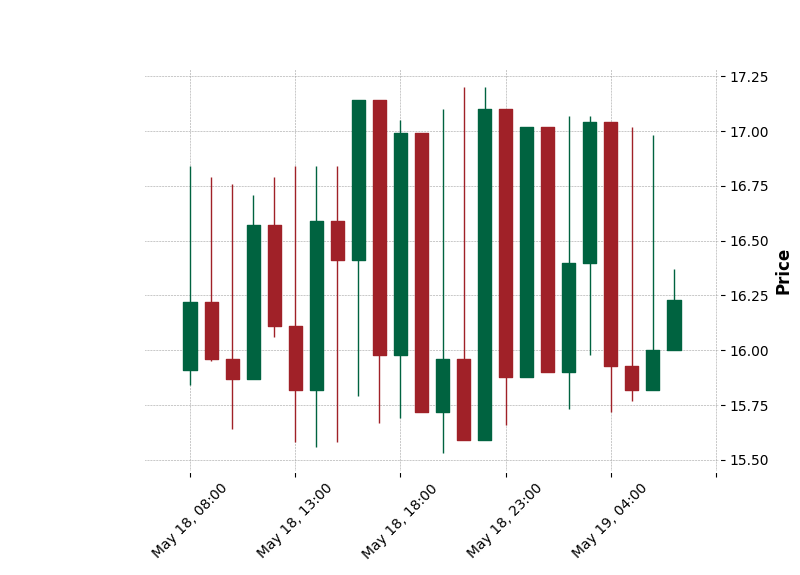 17.25
17.00
16.75
16.50
16.25
16.00
15.75
15.50
Price
May 18, 08:00
May 18, 13:00
May 18, 18:00
May 18, 23:00
May 19, 04:00